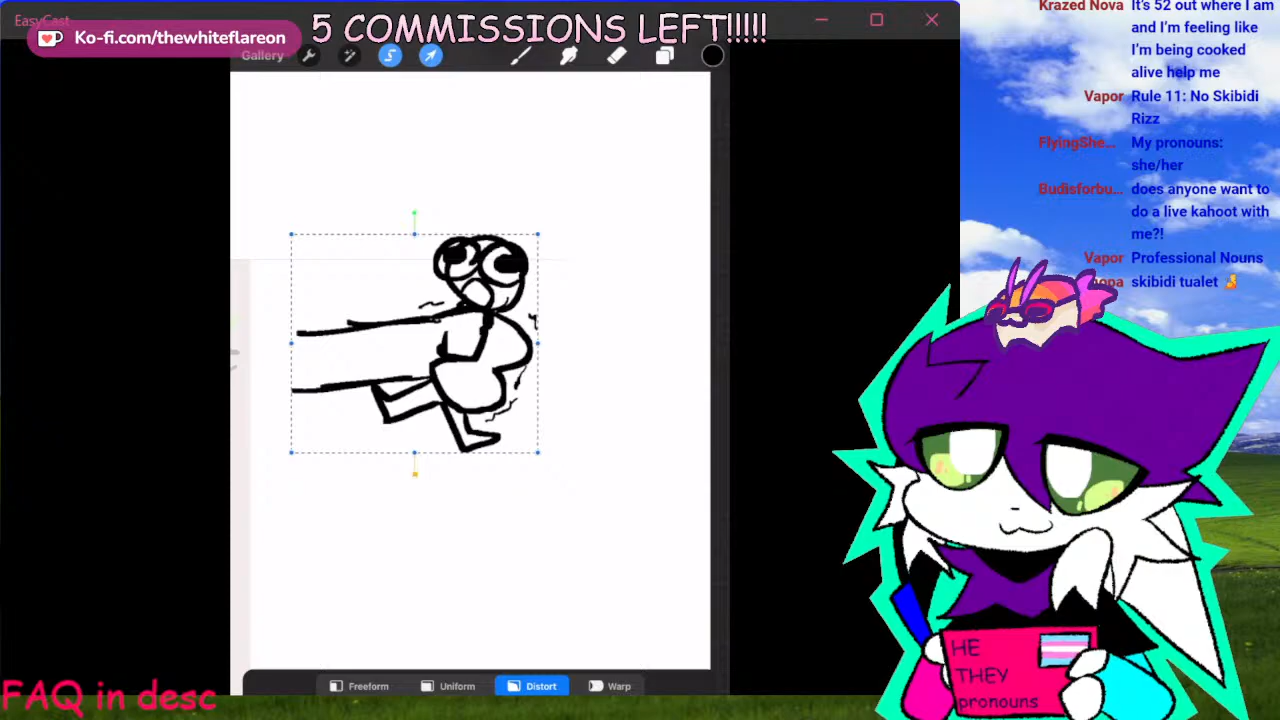 EasyCast
Ko-fi.com/thewhiteflareon
5 COMMISSIONS LEFT!!!!!
Gallery
Freeform
Uniform
Distort
Warp
FAQ in desc
Krazed Nova It's 52 out where I am
and I'm feeling like
I'm being cooked
alive help me
Vapor Rule 11: No Skibidi
Rizz
FlyingShe... My pronouns:
she/her
Budisforbu... does anyone want to
do a live kahoot with
me?!
Vapor Professional Nouns
skibidi tualet
HE
THEY
pronouns